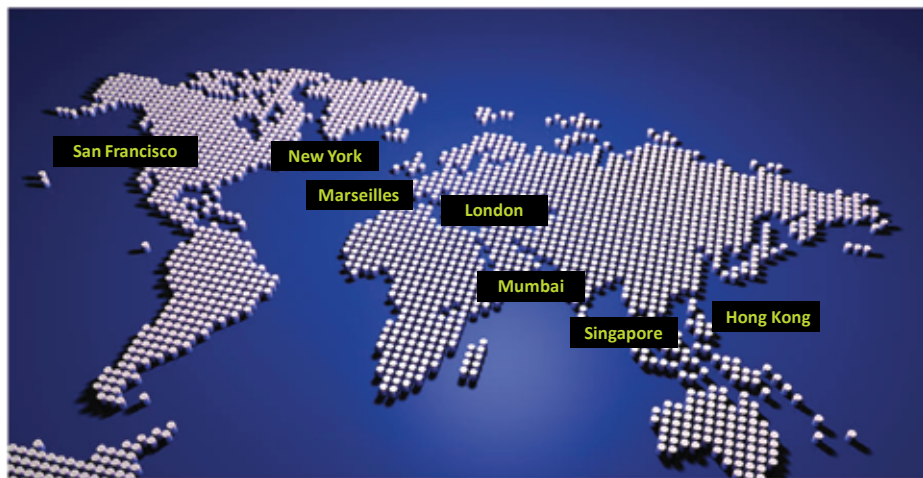 San Francisco
New York
Marseilles
London
Mumbai
Hong Kong
Singapore